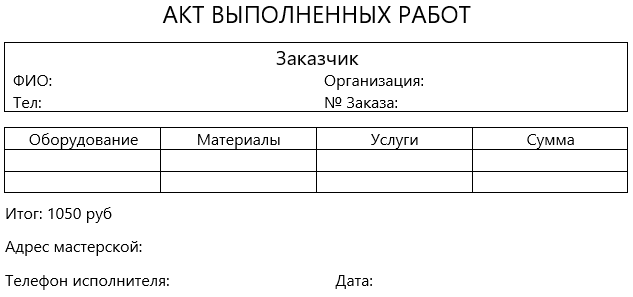 АКТ ВЫПОЛНЕННЫХ РАБОТ
Заказчик
ФИО: Организация:
Тел: № Заказа:
Оборудование Материалы Услуги Сумма
Итог: 1050 руб
Адрес мастерской:
Телефон исполнителя: Дата: